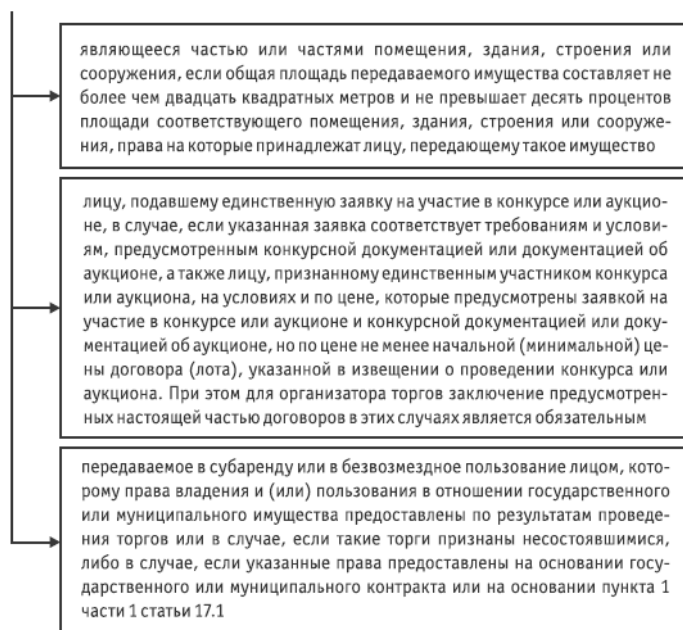 являющееся частью или частями помещения, здания, строения или
сооружения, если общая площадь передаваемого имущества составляет не
более чем двадцать квадратных метров и не превышает десять процентов
площади соответствующего помещения, здания, строения или сооруже-
ния, права на которые принадлежат лицу, передающему такое имущество
лицу, подавшему единственную заявку на участие в конкурсе или аукцио-
не, в случае, если указанная заявка соответствует требованиям и услови-
ям, предусмотренным конкурсной документацией или документацией об
аукционе, а также лицу, признанному единственным участником конкурса
или аукциона, на условиях и по цене, которые предусмотрены заявкой на
участие в конкурсе или аукционе и конкурсной документацией или доку-
ментацией об аукционе, но по цене не менее начальной (минимальной) це-
ны договора (лота), указанной в извещении о проведении конкурса или
аукциона. При этом для организатора торгов заключение предусмотрен-
ных настоящей частью договоров в этих случаях является обязательным
передаваемое в субаренду или в безвозмездное пользование лицом, кото-
рому права владения и (или) пользования в отношении государственного
или муниципального имущества предоставлены по результатам проведе-
ния торгов или в случае, если такие торги признаны несостоявшимися,
либо в случае, если указанные права предоставлены на основании госу-
дарственного или муниципального контракта или на основании пункта 1
части 1 статьи 17.1